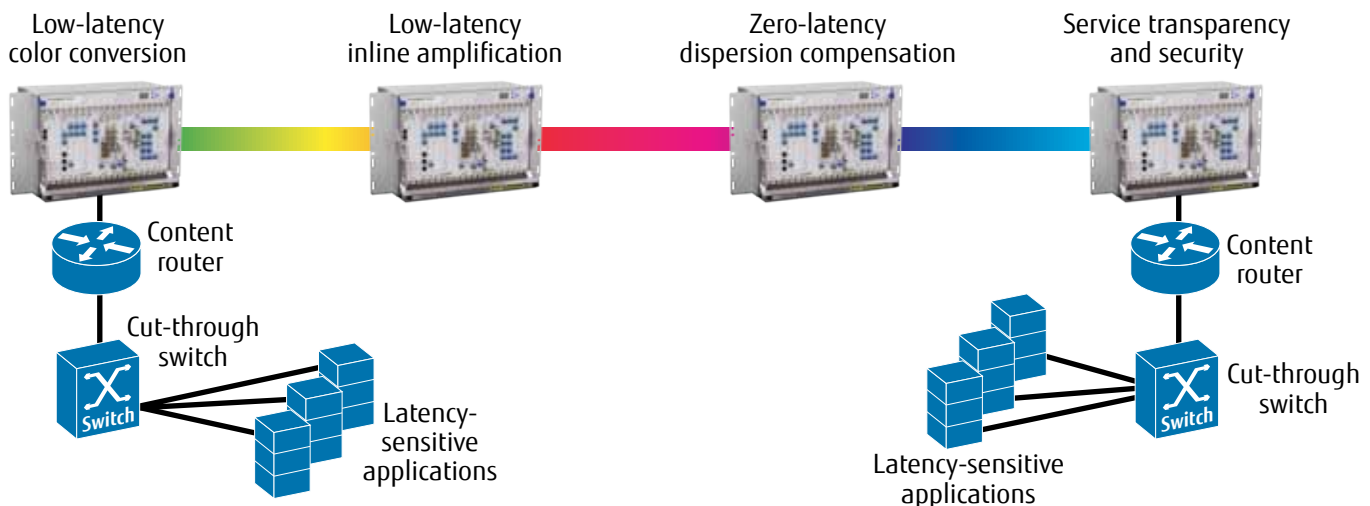 Low-latency
color conversion
Low-latency
inline amplification
Zero-latency
dispersion compensation
Service transparency
and security
Content
router
Cut-through
switch
Switch
Latency-
sensitive
applications
Content
router
Cut-through
switch
Switch
Latency-sensitive
applications